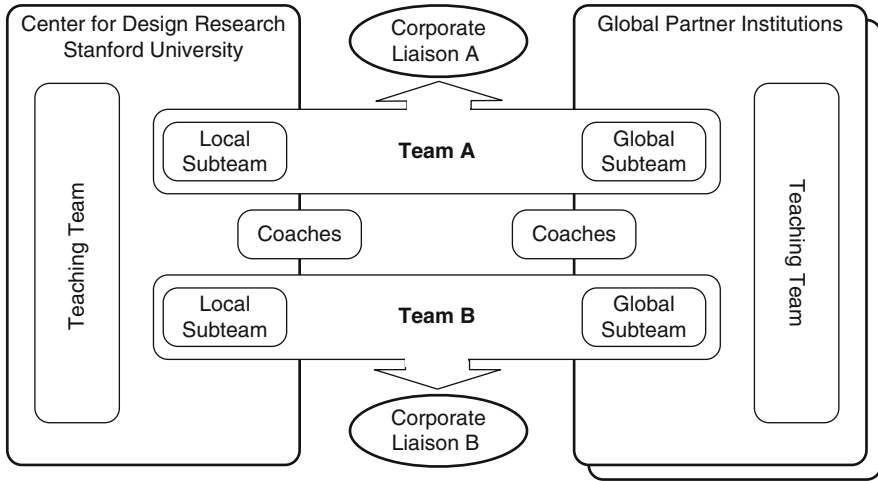 Center for Design Research
Stanford University
Corporate
Liaison A
Global Partner Institutions
Teaching Team
Local
Subteam
Team A
Global
Subteam
Coaches
Coaches
Local
Subteam
Team B
Global
Subteam
Teaching Team
Corporate
Liaison B